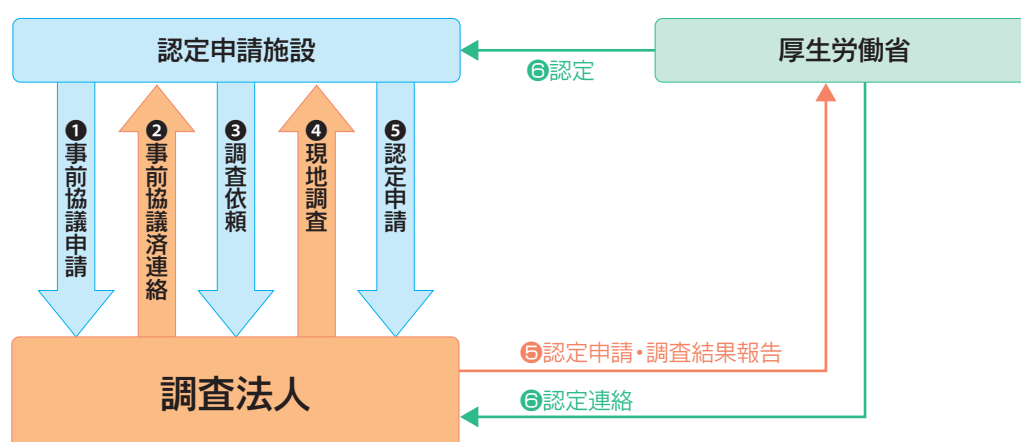 認定申請施設
厚生労働省
❻認定
❶事前協議申請
❷事前協議済連絡
❸調査依頼
❹現地調査
❺認定申請
❺認定申請・調査結果報告
調査法人
❻認定連絡